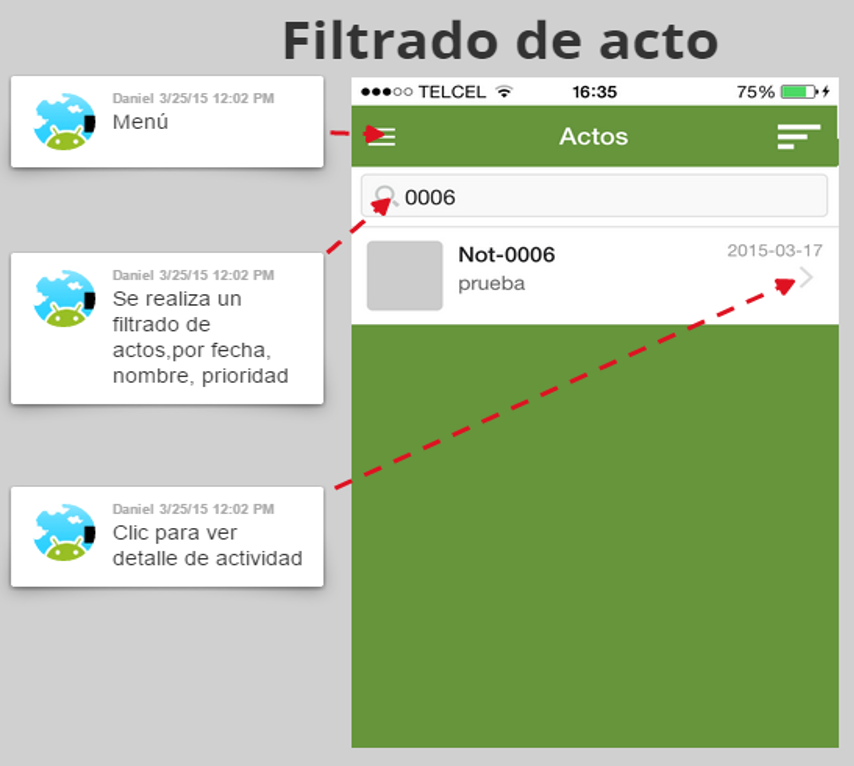 Filtrado de acto
Daniel 3/25/15 12:02 PM
Menú
Daniel 3/25/15 12:02 PM
Se realiza un
filtrado de
actos,por fecha,
nombre, prioridad
Daniel 3/25/15 12:02 PM
Clic para ver
detalle de actividad
TELCEL 16:35 75%
Actos
0006
Not-0006 2015-03-17
prueba